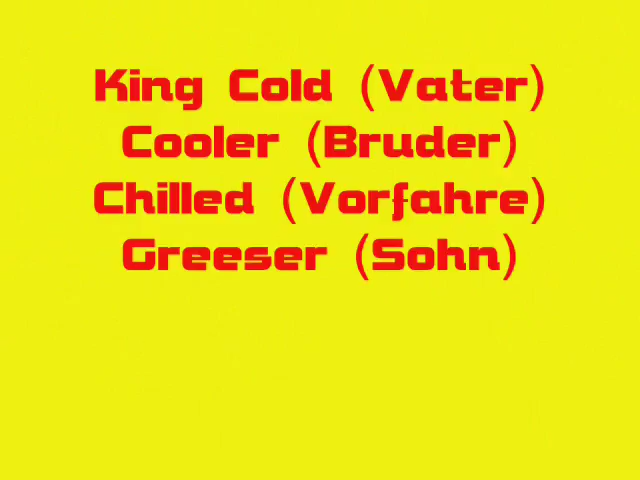 King Cold (Vater)
Cooler (Bruder)
Chilled (Vorfahre)
Greeser (Sohn)